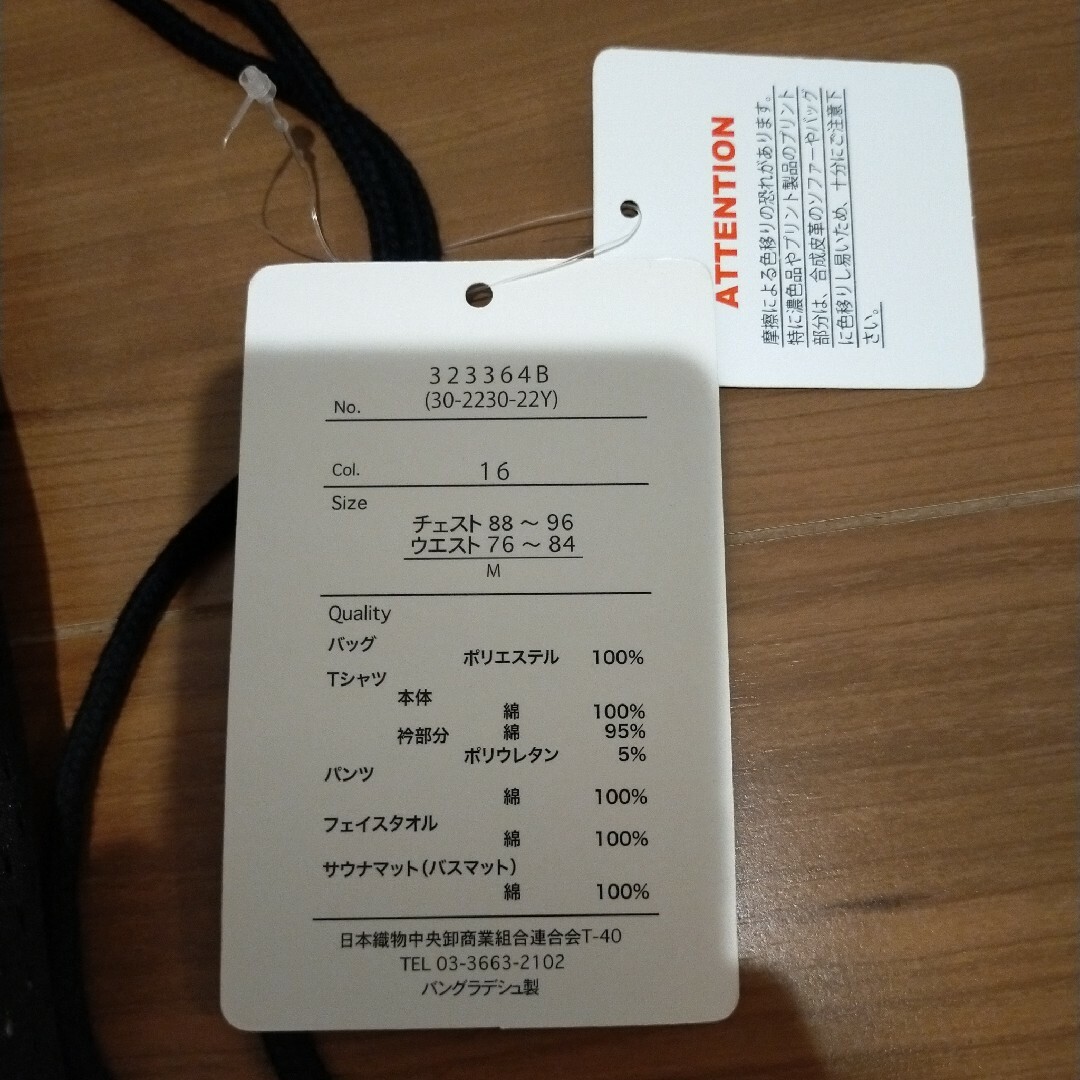 323364B
No. (30-2230-22Y)
Col. 16
Size
チェスト 88 ～ 96
ウエスト 76 ～ 84
M
Quality
バッグ
ポリエステル 100%
Tシャツ
本体
綿 100%
衿部分 綿 95%
ポリウレタン 5%
パンツ
綿 100%
フェイスタオル
綿 100%
サウナマット(バスマット)
綿 100%
日本織物中央卸商業組合連合会T-40
TEL 03-3663-2102
バングラデシュ製
ATTENTION
摩擦による色移りの恐れがあります。
特に濃色品やプリント製品のプリント
部分は、合成皮革のソファーやバッグ
に色移りし易いため、十分にご注意下
さい。